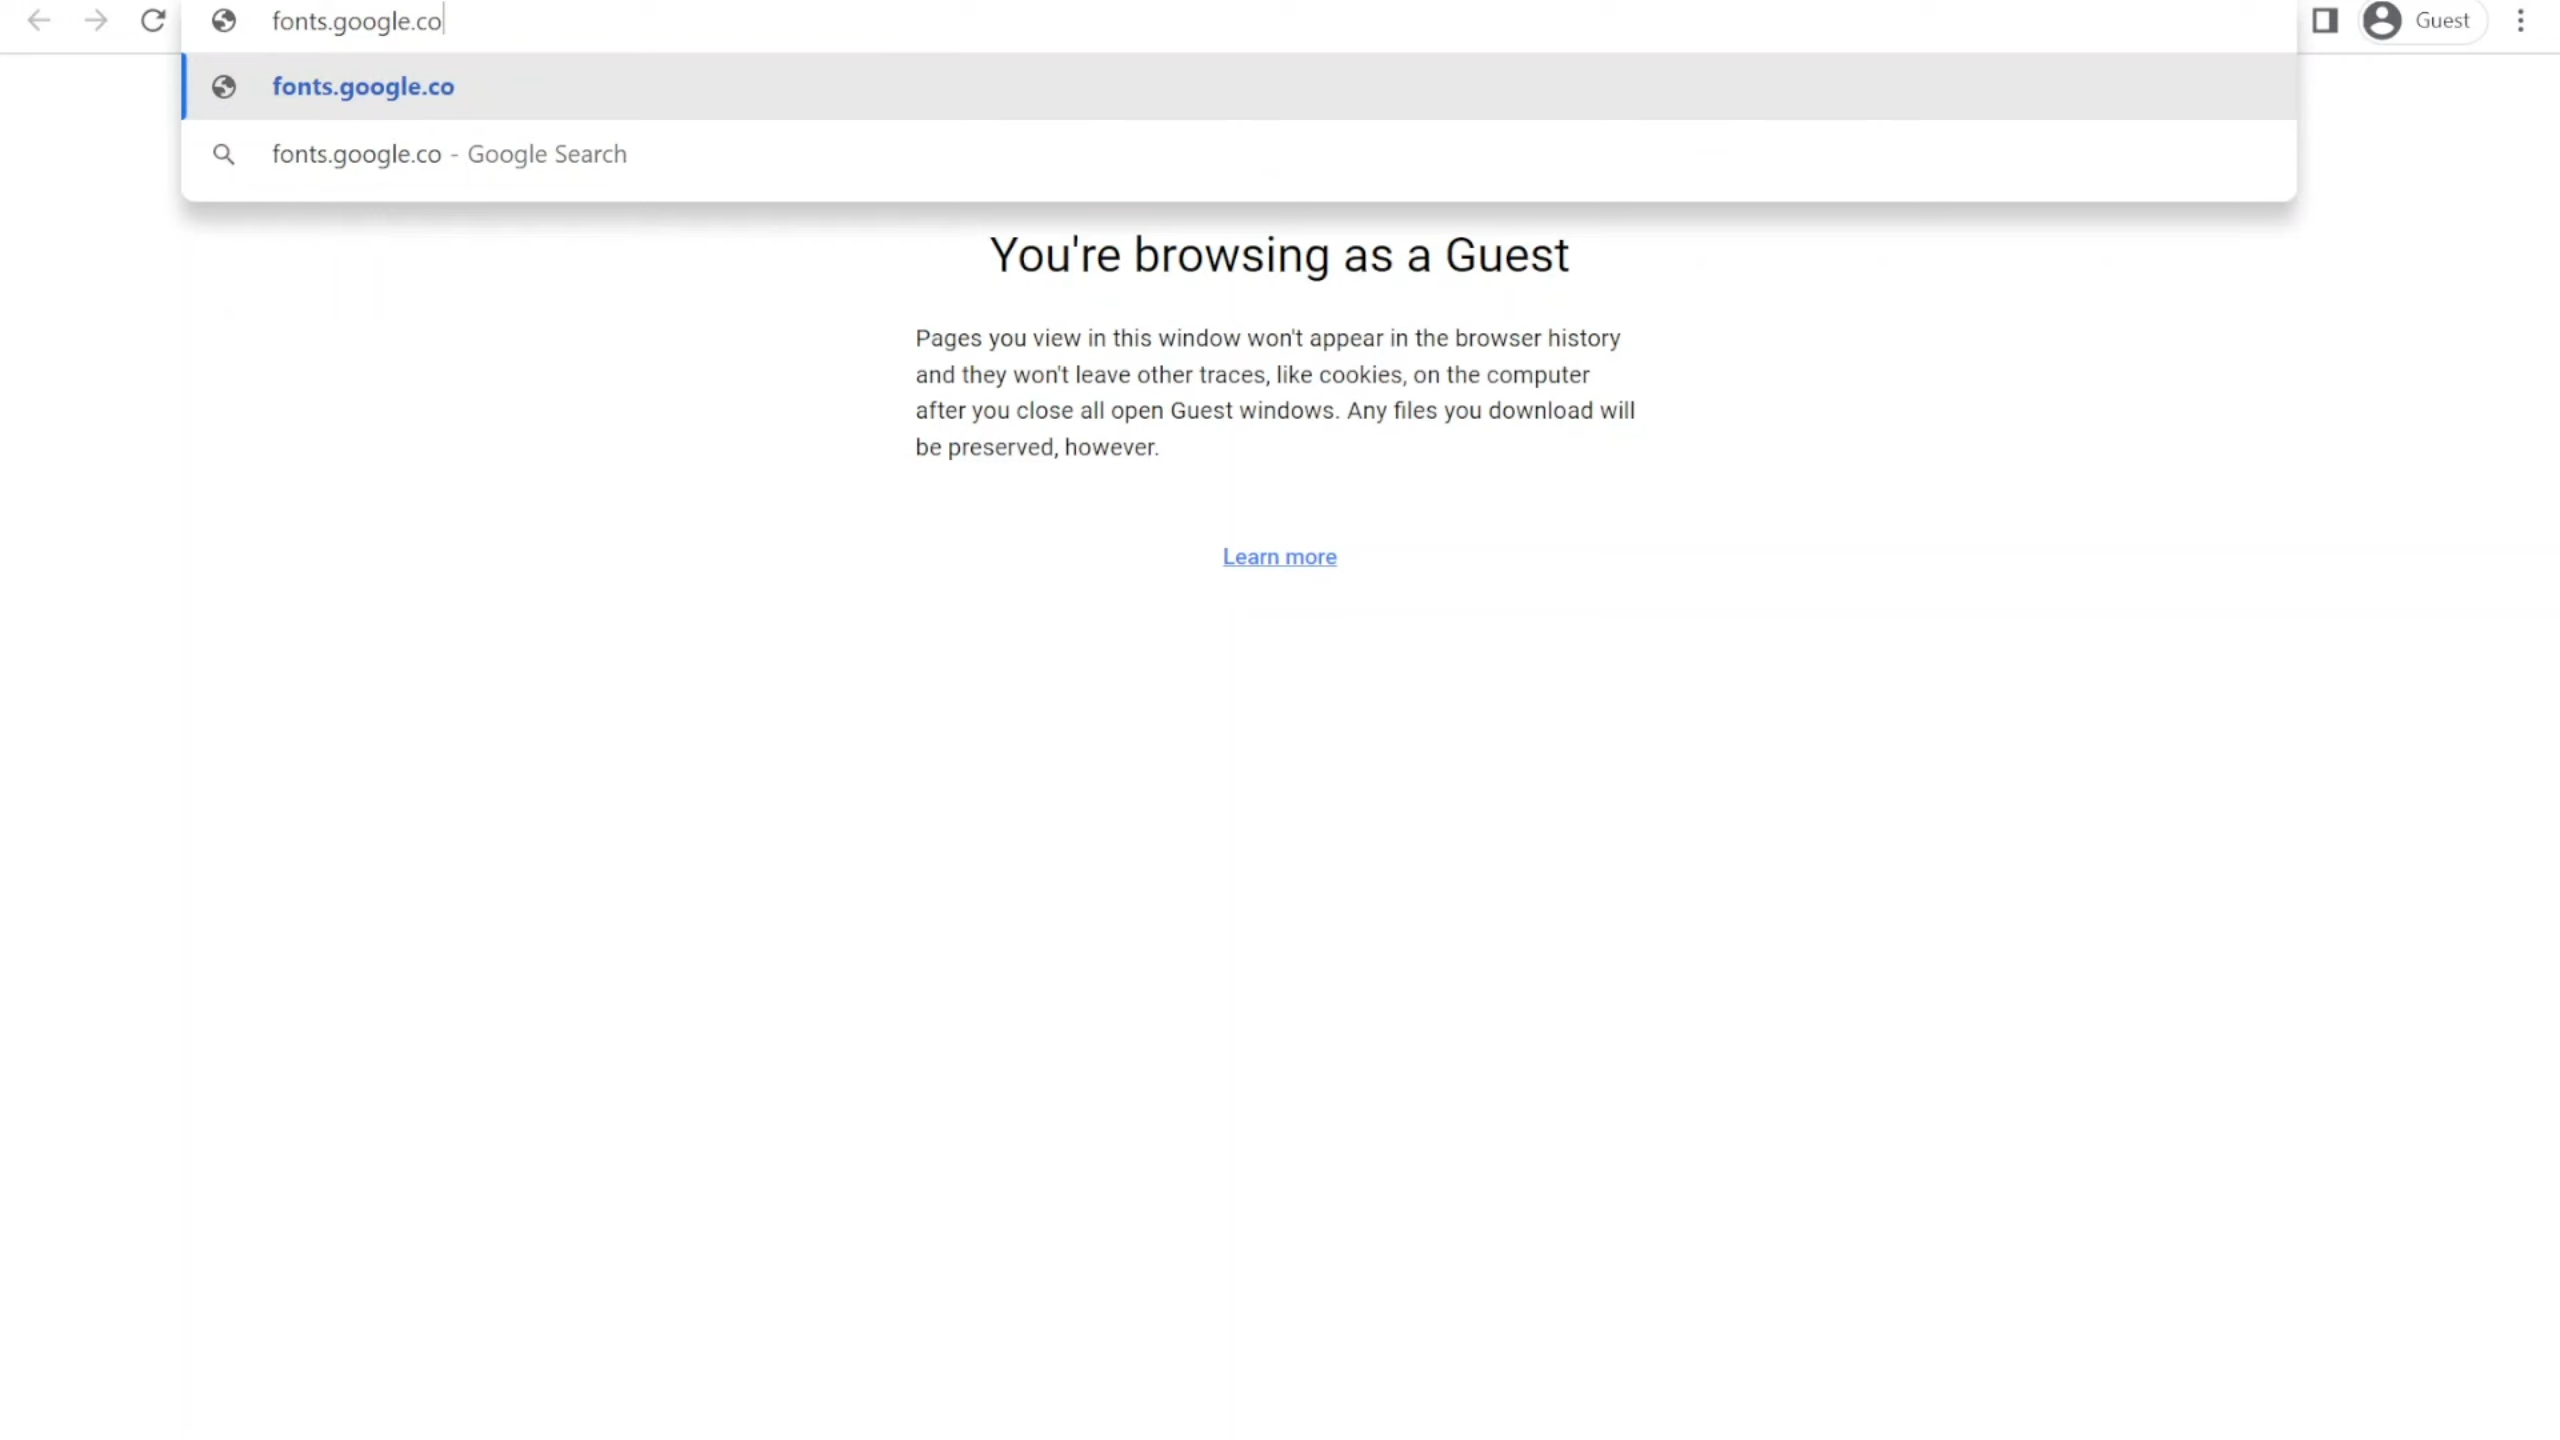 fonts.google.co
Guest
fonts.google.co
fonts.google.co - Google Search
You're browsing as a Guest
Pages you view in this window won't appear in the browser history
and they won't leave other traces, like cookies, on the computer
after you close all open Guest windows. Any files you download will
be preserved, however.
Learn more